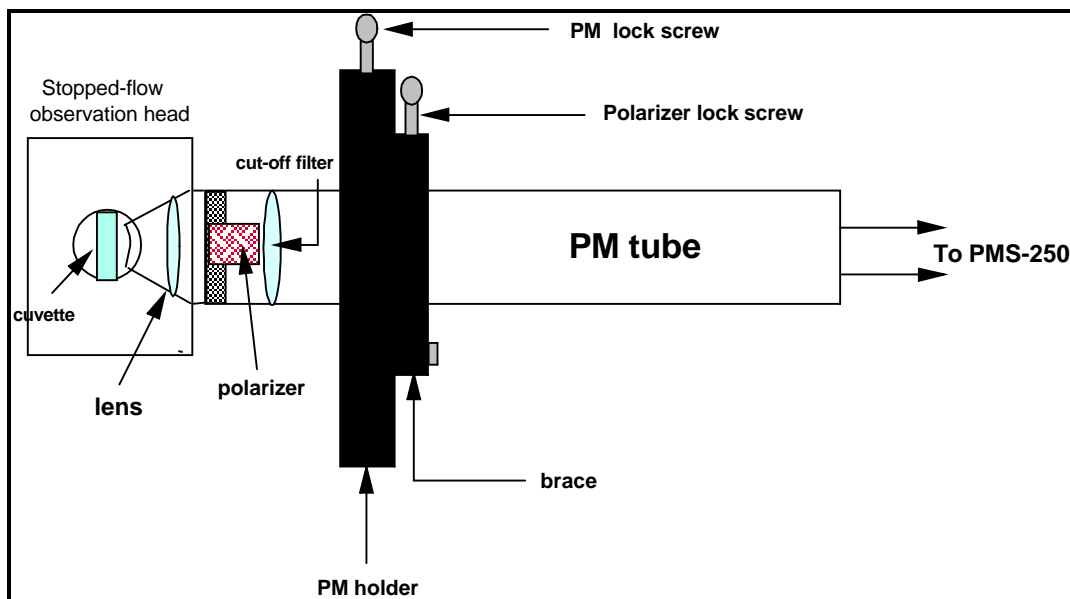 PM lock screw
Stopped-flow
observation head
Polarizer lock screw
cut-off filter
PM tube
To PMS-250
cuvette
polarizer
lens
brace
PM holder